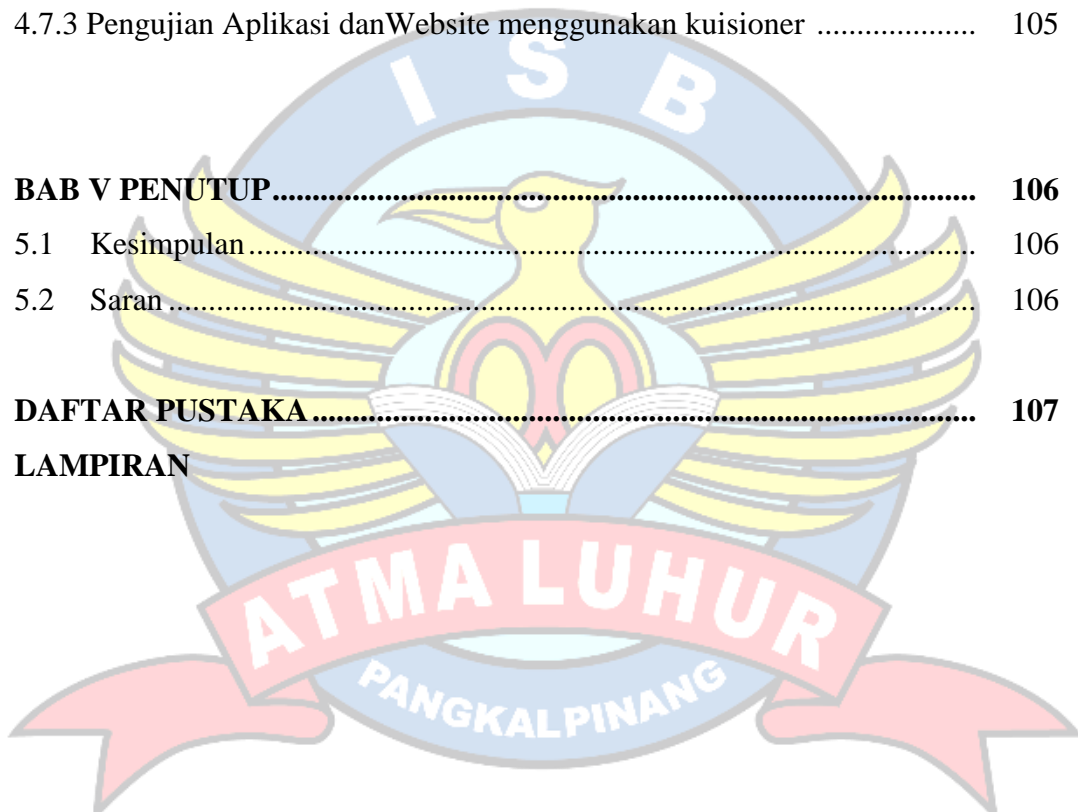 4.7.3 Pengujian Aplikasi danWebsite menggunakan kuisioner .................... 105
I S B
BAB V PENUTUP........................................................................................ 106
5.1 Kesimpulan........................................................................................... 106
5.2 Saran ..................................................................................................... 106
DAFTAR PUSTAKA................................................................................... 107
LAMPIRAN
ATMA LUHUR
PANGKALPINANG